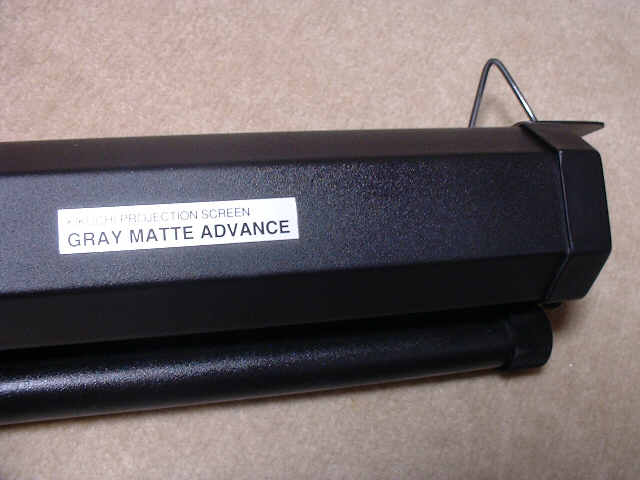 KIKUCHI PROJECTION SCREEN
GRAY MATTE ADVANCE